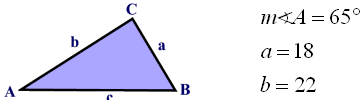 C
m∢A = 65°
b
a
a = 18
A
B
b = 22
c